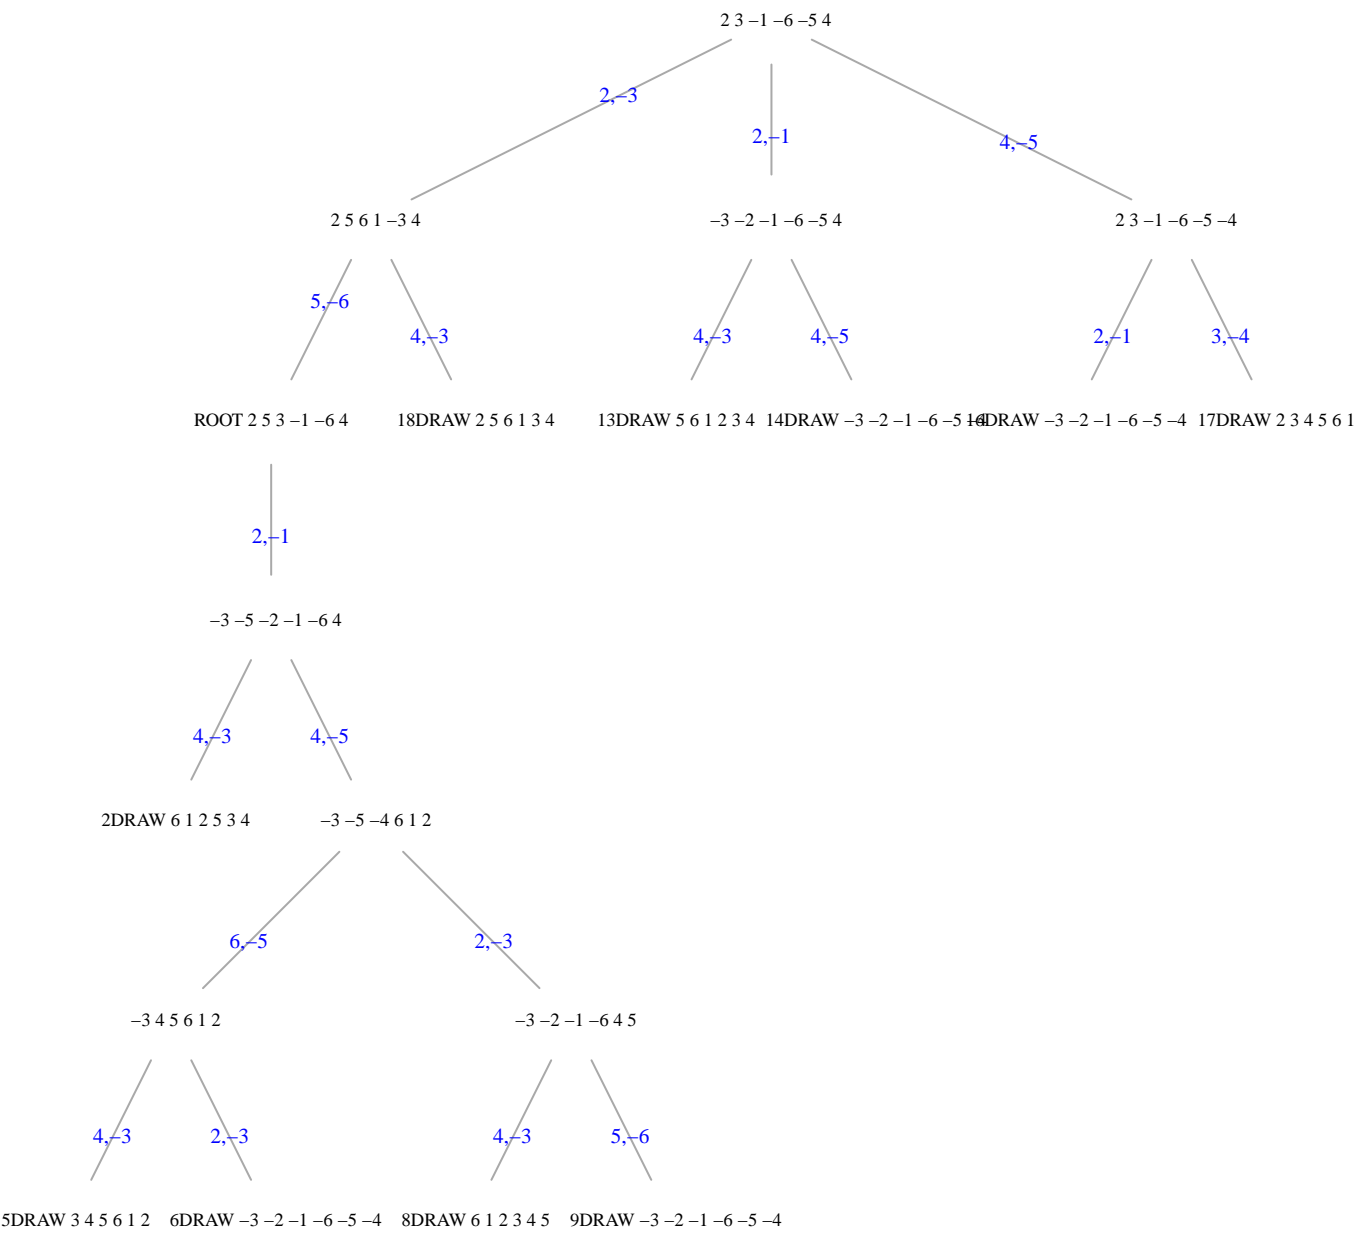 2 3 –1 –6 –5 4
2,–3
2,–1
4,–5
2 5 6 1 –3 4
–3 –2 –1 –6 –5 4
2 3 –1 –6 –5 –4
5,–6
4,–3
4,–3
4,–5
2,–1
3,–4
ROOT 2 5 3 –1 –6 4
18DRAW 2 5 6 1 3 4
13DRAW 5 6 1 2 3 4
14DRAW –3 –2 –1 –6 –5 –4
16DRAW –3 –2 –1 –6 –5 –4
17DRAW 2 3 4 5 6 1
2,–1
–3 –5 –2 –1 –6 4
4,–3
4,–5
2DRAW 6 1 2 5 3 4
–3 –5 –4 6 1 2
6,–5
2,–3
–3 4 5 6 1 2
–3 –2 –1 –6 4 5
4,–3
2,–3
4,–3
5,–6
5DRAW 3 4 5 6 1 2
6DRAW –3 –2 –1 –6 –5 –4
8DRAW 6 1 2 3 4 5
9DRAW –3 –2 –1 –6 –5 –4